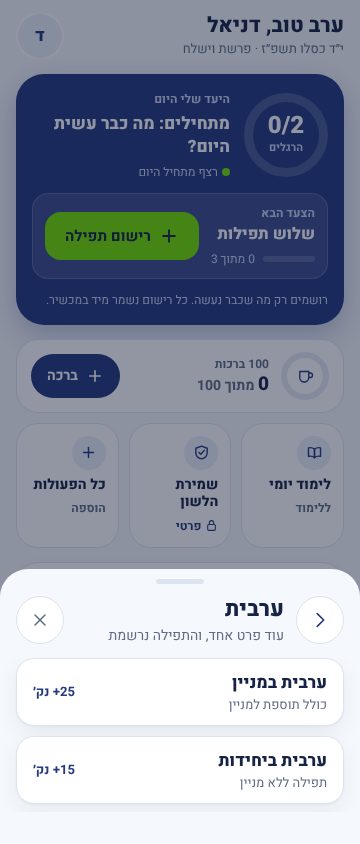 ערב טוב, דניאל
י״ד כסלו תשפ״ז · פרשת וישלח
ד
היעד שלי היום
מתחילים: מה כבר עשית
היום?
רצף מתחיל היום
0/2
הרגלים
הצעד הבא
שלוש תפילות
0 מתוך 3
רישום תפילה
רושמים רק מה שכבר נעשה. כל רישום נשמר מיד במכשיר.
100 ברכות
0 מתוך 100
ברכה
לימוד יומי
ללימוד
שמירת
הלשון
פרטי
כל הפעולות
הוספה
ערבית
עוד פרט אחד, והתפילה נרשמת
ערבית במניין
כולל תוספת למניין
+25 נק׳
ערבית ביחידות
תפילה ללא מניין
+15 נק׳